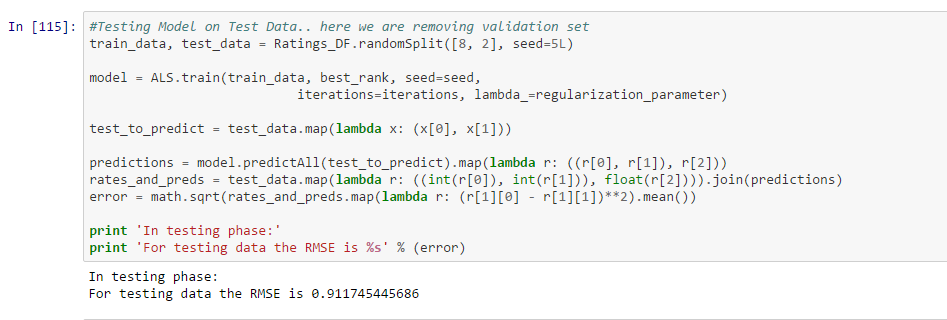 In [115]: #Testing Model on Test Data.. here we are removing validation set
train_data, test_data = Ratings_DF.randomSplit([8, 2], seed=5L)
model = ALS.train(train_data, best_rank, seed=seed,
iterations=iterations, lambda_=regularization_parameter)
test_to_predict = test_data.map(lambda x: (x[0], x[1]))
predictions = model.predictAll(test_to_predict).map(lambda r: ((r[0], r[1]), r[2]))
rates_and_preds = test_data.map(lambda r: ((int(r[0]), int(r[1])), float(r[2]))).join(predictions)
error = math.sqrt(rates_and_preds.map(lambda r: (r[1][0] - r[1][1])**2).mean())
print 'In testing phase:'
print 'For testing data the RMSE is %s' % (error)
In testing phase:
For testing data the RMSE is 0.911745445686